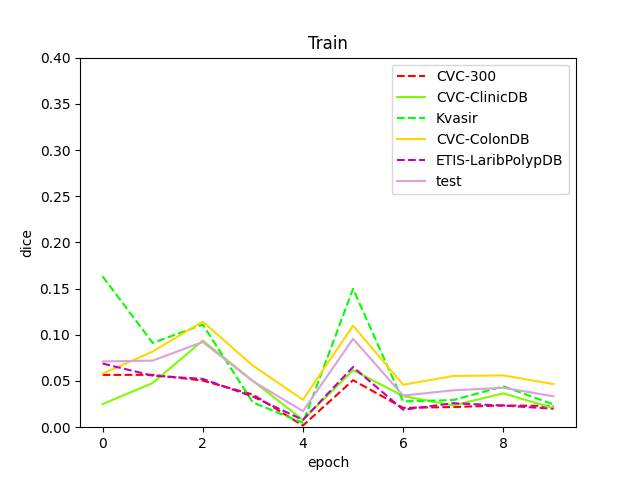 Train
0.40
0.35
0.30
0.25
0.20
0.15
0.10
0.05
0.00
dice
0
2
4
6
8
epoch
CVC-300
CVC-ClinicDB
Kvasir
CVC-ColonDB
ETIS-LaribPolypDB
test